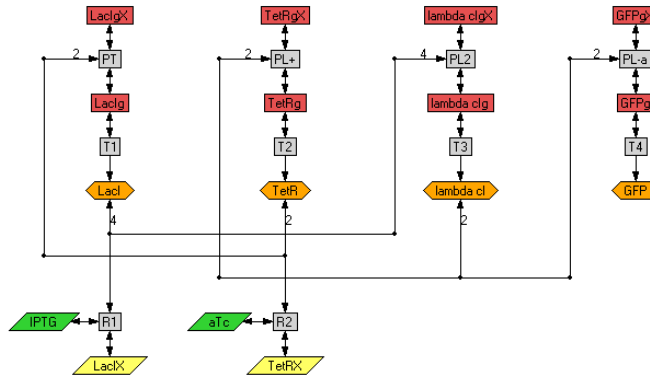 LacIgX TetRgX lambda cIgX GFPgX
2 PT 2 PL+ 4 PL2 2 PL-a
LacIg TetRg lambda cIg GFPg
T1 T2 T3 T4
LacI TetR lambda cI GFP
4 2 2
IPTG R1 aTc R2
LacIX TetRX